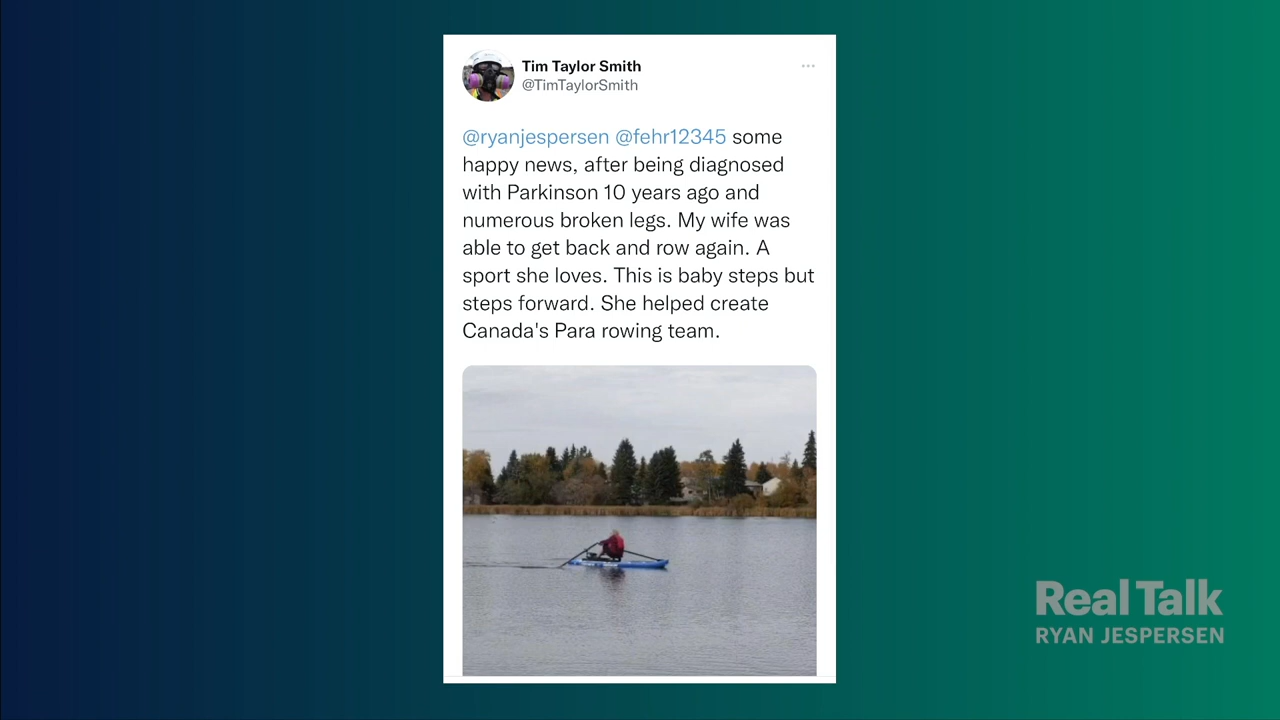 Tim Taylor Smith
@TimTaylorSmith
@ryanjespersen @fehr12345 some
happy news, after being diagnosed
with Parkinson 10 years ago and
numerous broken legs. My wife was
able to get back and row again. A
sport she loves. This is baby steps but
steps forward. She helped create
Canada's Para rowing team.
Real Talk
RYAN JESPERSEN